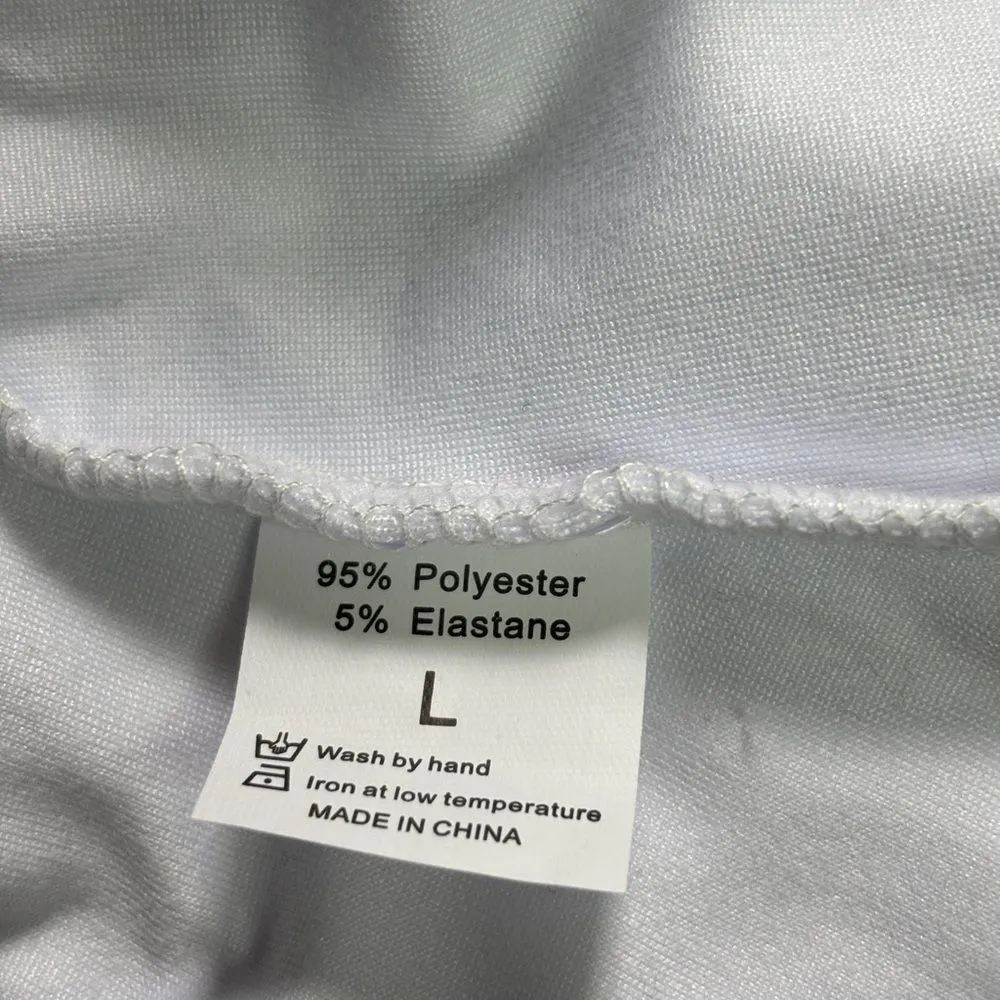 95% Polyester
5% Elastane
L
Wash by hand
Iron at low temperature
MADE IN CHINA